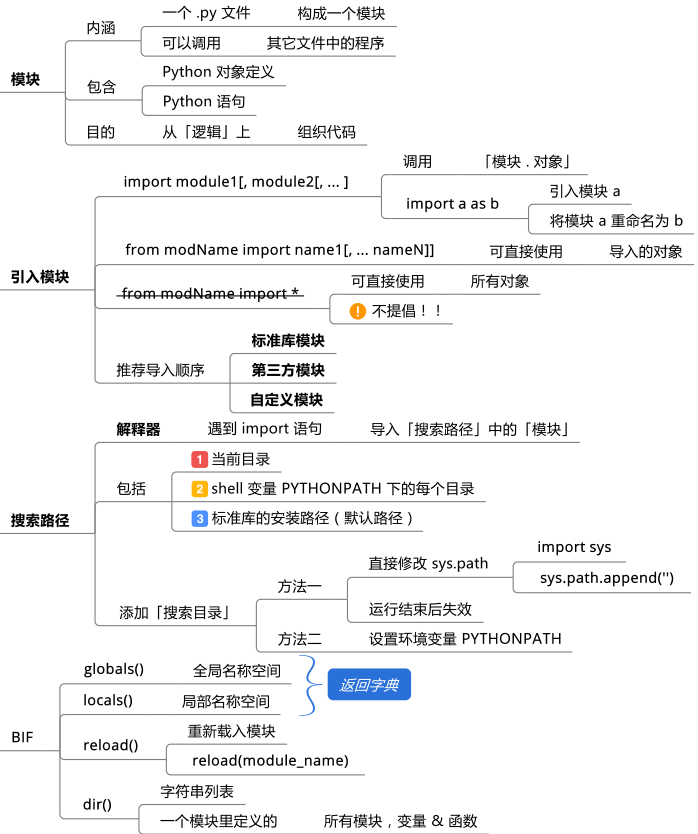 模块
内涵
一个 .py 文件 构成一个模块
可以调用 其它文件中的程序
包含
Python 对象定义
Python 语句
目的 从「逻辑」上 组织代码
引入模块
import module1[, module2[, ... ]
调用 「模块 . 对象」
import a as b
引入模块 a
将模块 a 重命名为 b
from modName import name1[, ... nameN]] 可直接使用 导入的对象
from modName import *
可直接使用 所有对象
! 不提倡！！
推荐导入顺序
标准库模块
第三方模块
自定义模块
搜索路径
解释器 遇到 import 语句 导入「搜索路径」中的「模块」
包括
1 当前目录
2 shell 变量 PYTHONPATH 下的每个目录
3 标准库的安装路径 ( 默认路径 )
添加「搜索目录」
方法一
直接修改 sys.path
import sys
sys.path.append('')
运行结束后失效
方法二 设置环境变量 PYTHONPATH
BIF
globals() 全局名称空间
locals() 局部名称空间
返回字典
reload()
重新载入模块
reload(module_name)
dir()
字符串列表
一个模块里定义的 所有模块 , 变量 & 函数